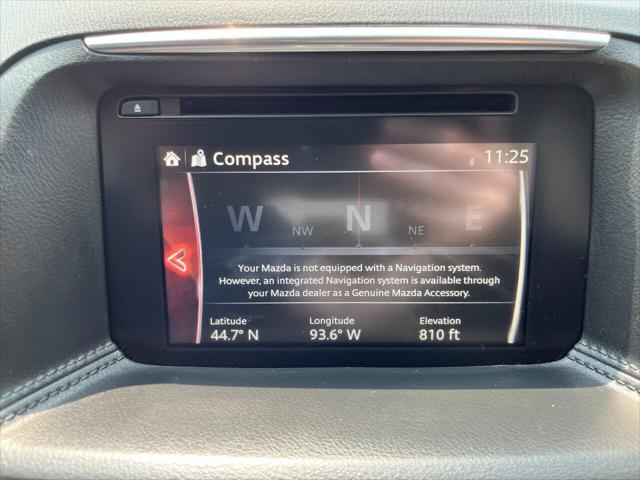 Compass
11:25
W NW N NE E
Your Mazda is not equipped with a Navigation system.
However, an integrated Navigation system is available through
your Mazda dealer as a Genuine Mazda Accessory.
Latitude Longitude Elevation
44.7° N 93.6° W 810 ft